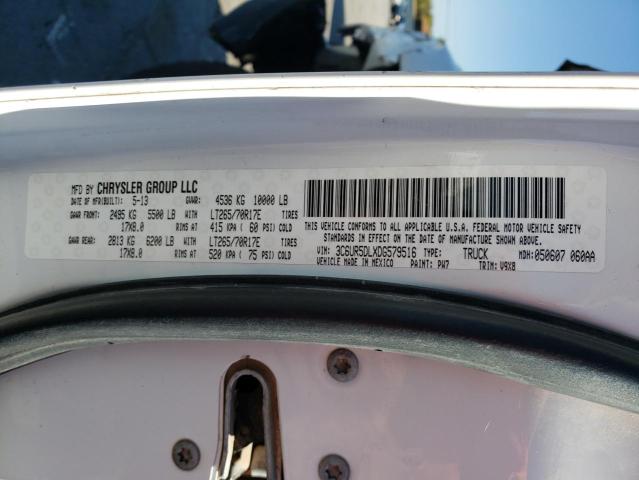 MFD BY CHRYSLER GROUP LLC
DATE OF MFR(BUILT): 5-13 GVWR: 4536 KG 10000 LB
GAWR FRONT 2495 KG 5500 LB WITH LT265/70R17E TIRES
17X8.0 RIMS AT 415 KPA ( 60 PSI) COLD
GAWR REAR: 2813 KG 6200 LB WITH LT265/70R17E TIRES
17X8.0 RIMS AT 520 KPA ( 75 PSI) COLD
THIS VEHICLE CONFORMS TO ALL APPLICABLE U.S.A. FEDERAL MOTOR VEHICLE SAFETY
STANDARDS IN EFFECT ON THE DATE OF MANUFACTURE SHOWN ABOVE.
VIN: 3C6UR5DLXDG579516 TYPE: TRUCK MDH: 050607 060AA
VEHICLE MADE IN MEXICO PAINT: PW7 TRIM: V9X8